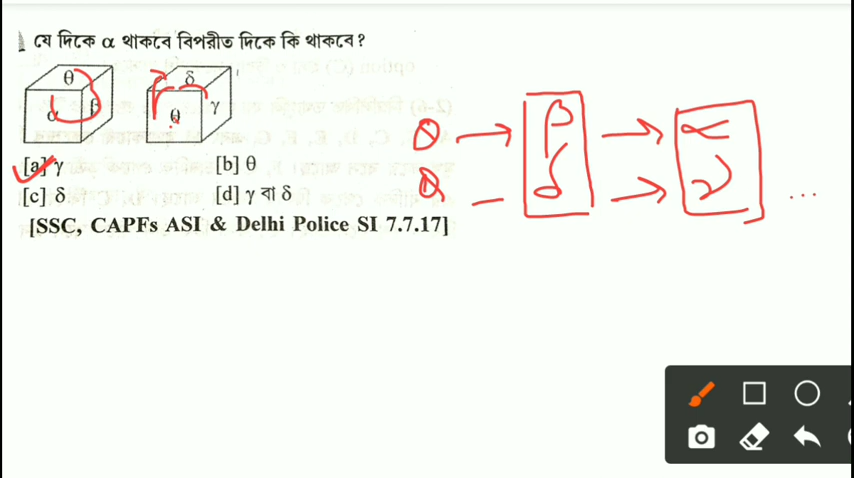 যে দিকে α থাকবে বিপরীত দিকে কি থাকবে?
θ δ
α β θ γ
[a] γ [b] θ
[c] δ [d] γ বা δ
[SSC, CAPFs ASI & Delhi Police SI 7.7.17]
θ → β → α
θ — δ → γ ...